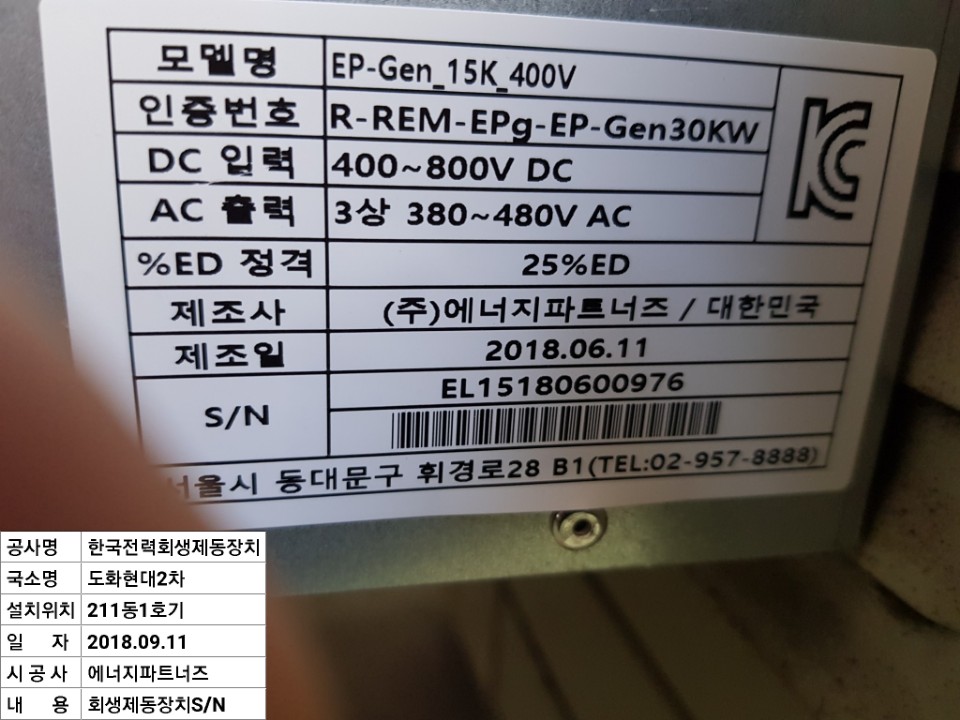 모델명 EP-Gen_15K_400V
인증번호 R-REM-EPg-EP-Gen30KW
DC 입력 400~800V DC
AC 출력 3상 380~480V AC
%ED 정격 25%ED
제조사 (주)에너지파트너즈 / 대한민국
제조일 2018.06.11
S/N EL15180600976
서울시 동대문구 휘경로28 B1(TEL:02-957-8888)
공사명 한국전력회생제동장치
국소명 도화현대2차
설치위치 211동1호기
일 자 2018.09.11
시 공 사 에너지파트너즈
내 용 회생제동장치S/N